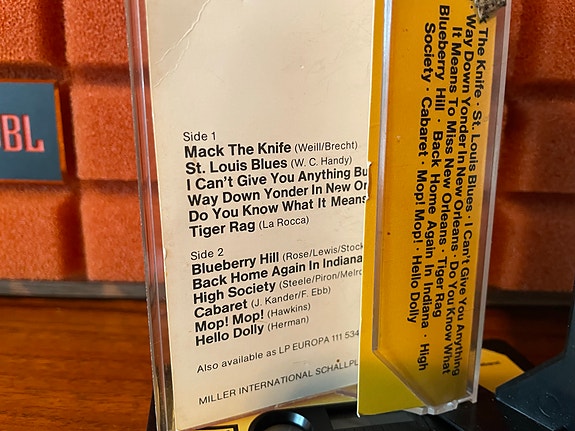 JBL
Side 1
Mack The Knife (Weill/Brecht)
St. Louis Blues (W. C. Handy)
I Can't Give You Anything Bu
Way Down Yonder In New Or
Do You Know What It Means
Tiger Rag (La Rocca)
Side 2
Blueberry Hill (Rose/Lewis/Stock
Back Home Again In Indiana
High Society (Steele/Piron/Melro
Cabaret (J. Kander/F. Ebb)
Mop! Mop! (Hawkins)
Hello Dolly (Herman)
Also available as LP EUROPA 111 534
MILLER INTERNATIONAL SCHALLPL
The Knife · St. Louis Blues · I Can't Give You Anything
Way Down Yonder In New Orleans · Do You Know What
It Means To Miss New Orleans · Tiger Rag
Blueberry Hill · Back Home Again In Indiana · High
Society · Cabaret · Mop! Mop! · Hello Dolly